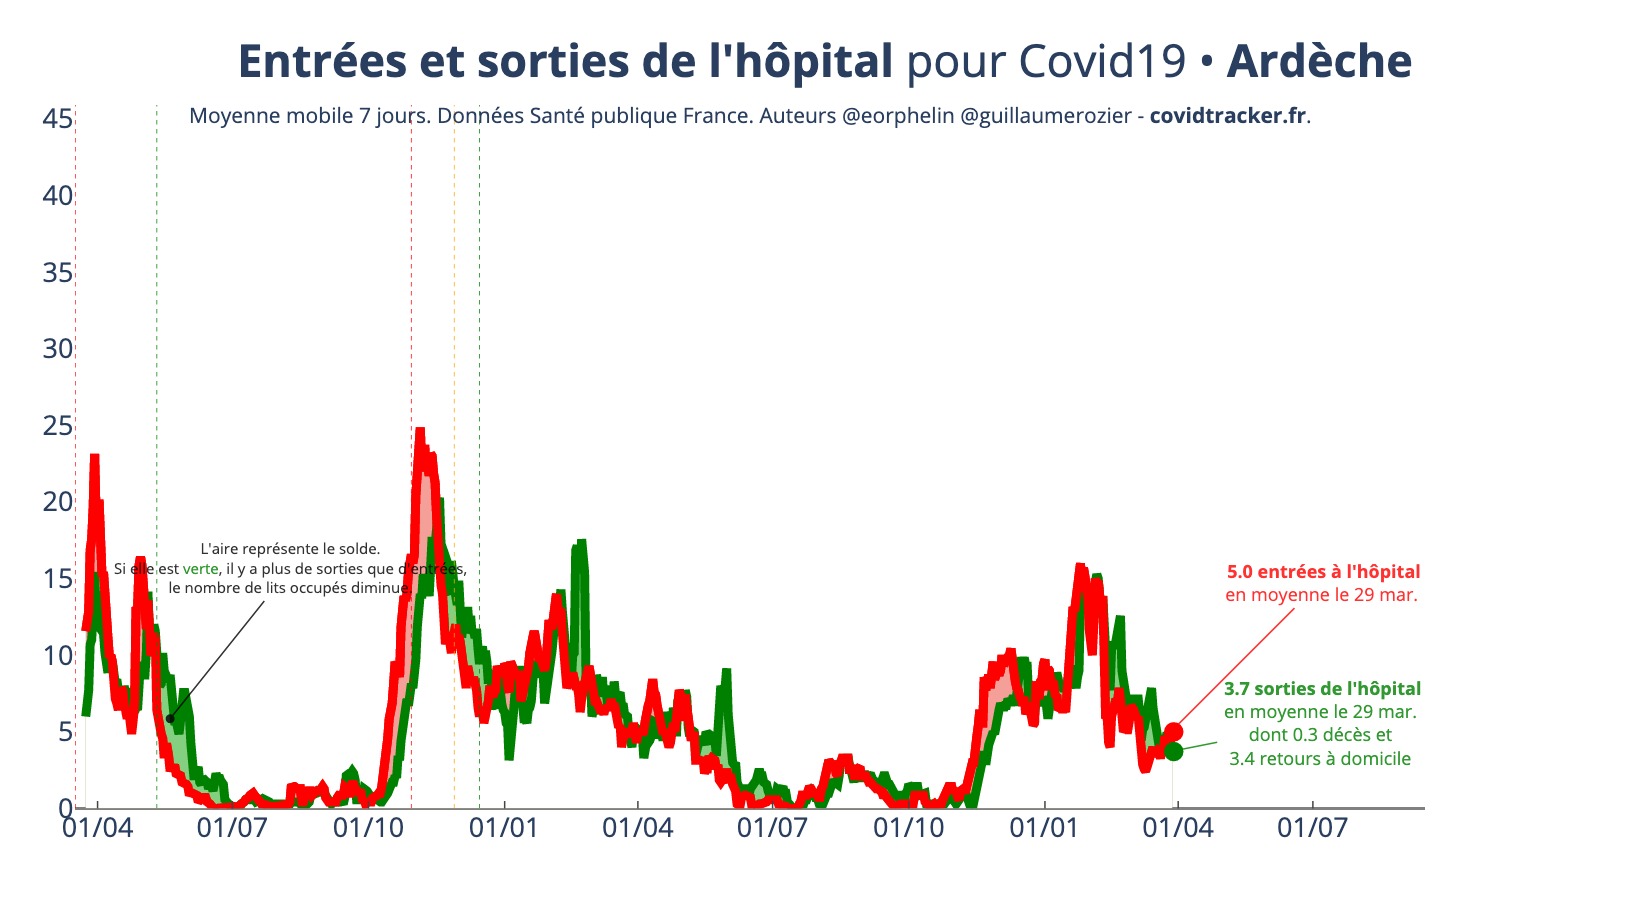 Entrées et sorties de l'hôpital pour Covid19 • Ardèche
Moyenne mobile 7 jours. Données Santé publique France. Auteurs @eorphelin @guillaumerozier - covidtracker.fr.
45
40
35
30
25
20
15
10
5
0
L'aire représente le solde.
Si elle est verte, il y a plus de sorties que d'entrées,
le nombre de lits occupés diminue.
5.0 entrées à l'hôpital
en moyenne le 29 mar.
3.7 sorties de l'hôpital
en moyenne le 29 mar.
dont 0.3 décès et
3.4 retours à domicile
01/04 01/07 01/10 01/01 01/04 01/07 01/10 01/01 01/04 01/07